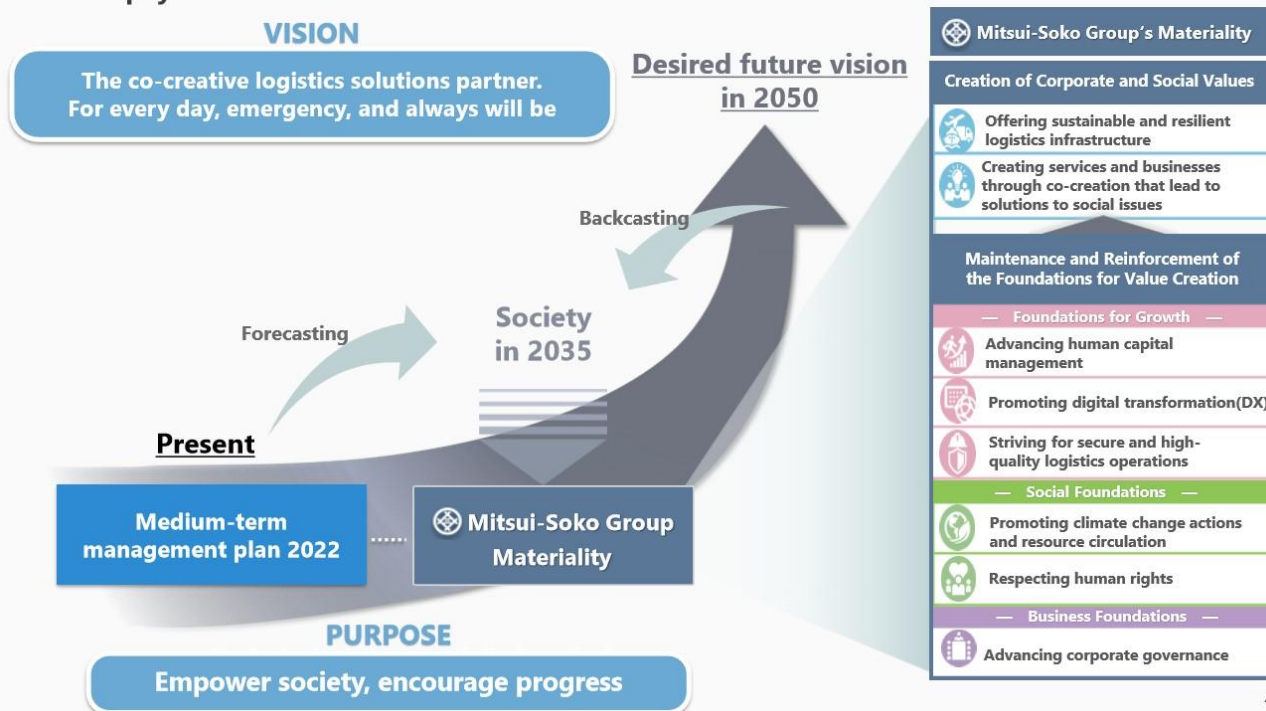 VISION
The co-creative logistics solutions partner.
For every day, emergency, and always will be
Desired future vision
in 2050
Backcasting
Forecasting
Society
in 2035
Present
Medium-term
management plan 2022
Mitsui-Soko Group
Materiality
PURPOSE
Empower society, encourage progress
Mitsui-Soko Group's Materiality
Creation of Corporate and Social Values
Offering sustainable and resilient
logistics infrastructure
Creating services and businesses
through co-creation that lead to
solutions to social issues
Maintenance and Reinforcement of
the Foundations for Value Creation
— Foundations for Growth —
Advancing human capital
management
Promoting digital transformation(DX)
Striving for secure and high-
quality logistics operations
— Social Foundations —
Promoting climate change actions
and resource circulation
Respecting human rights
— Business Foundations —
Advancing corporate governance